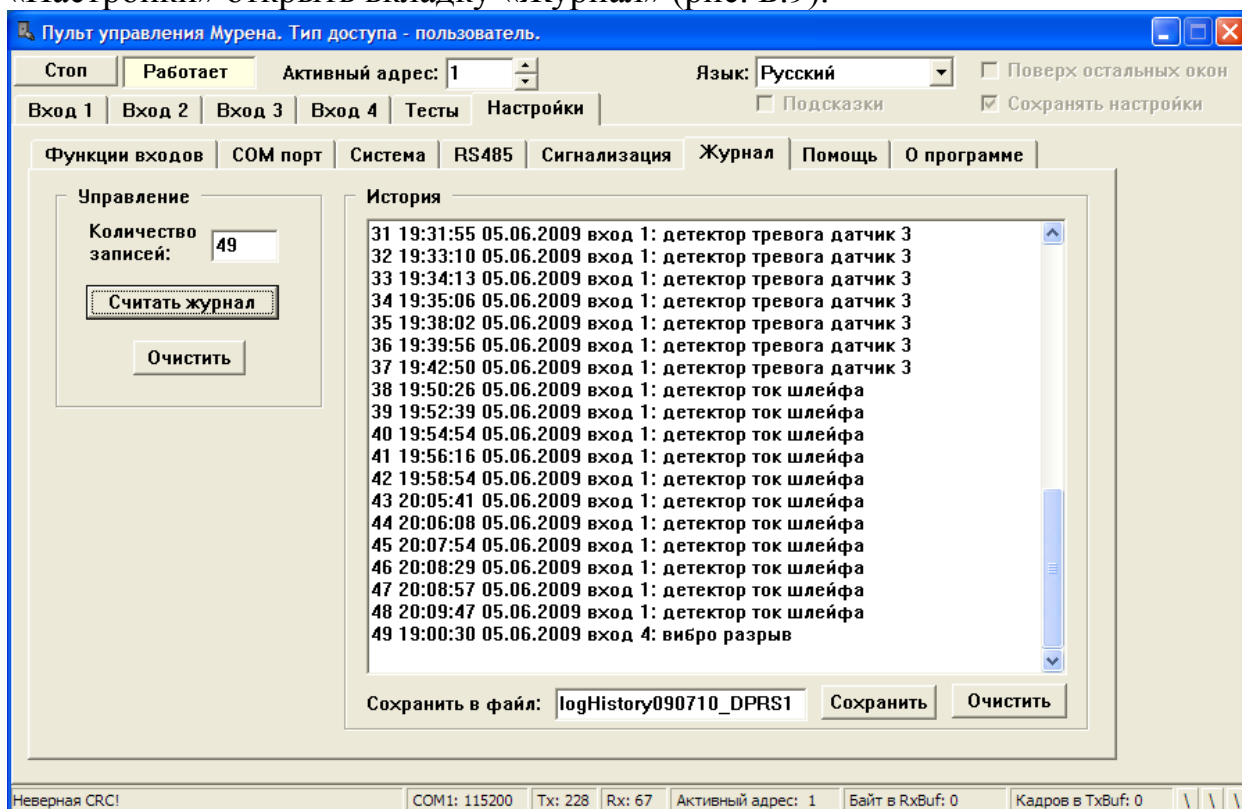 «Настройки» открыть вкладку «Журнал» (рис. В.9).
Пульт управления Мурена. Тип доступа - пользователь.
Стоп Работает Активный адрес: 1 Язык: Русский Поверх остальных окон
Вход 1 Вход 2 Вход 3 Вход 4 Тесты Настройки Подсказки Сохранять настройки
Функции входов COM порт Система RS485 Сигнализация Журнал Помощь О программе
Управление
Количество
записей: 49
Считать журнал
Очистить
История
31 19:31:55 05.06.2009 вход 1: детектор тревога датчик 3
32 19:33:10 05.06.2009 вход 1: детектор тревога датчик 3
33 19:34:13 05.06.2009 вход 1: детектор тревога датчик 3
34 19:35:06 05.06.2009 вход 1: детектор тревога датчик 3
35 19:38:02 05.06.2009 вход 1: детектор тревога датчик 3
36 19:39:56 05.06.2009 вход 1: детектор тревога датчик 3
37 19:42:50 05.06.2009 вход 1: детектор тревога датчик 3
38 19:50:26 05.06.2009 вход 1: детектор ток шлейфа
39 19:52:39 05.06.2009 вход 1: детектор ток шлейфа
40 19:54:54 05.06.2009 вход 1: детектор ток шлейфа
41 19:56:16 05.06.2009 вход 1: детектор ток шлейфа
42 19:58:54 05.06.2009 вход 1: детектор ток шлейфа
43 20:05:41 05.06.2009 вход 1: детектор ток шлейфа
44 20:06:08 05.06.2009 вход 1: детектор ток шлейфа
45 20:07:54 05.06.2009 вход 1: детектор ток шлейфа
46 20:08:29 05.06.2009 вход 1: детектор ток шлейфа
47 20:08:57 05.06.2009 вход 1: детектор ток шлейфа
48 20:09:47 05.06.2009 вход 1: детектор ток шлейфа
49 19:00:30 05.06.2009 вход 4: вибро разрыв
Сохранить в файл: logHistory090710_DPRS1 Сохранить Очистить
Неверная CRC! COM1: 115200 Tx: 228 Rx: 67 Активный адрес: 1 Байт в RxBuf: 0 Кадров в TxBuf: 0 \ \ \